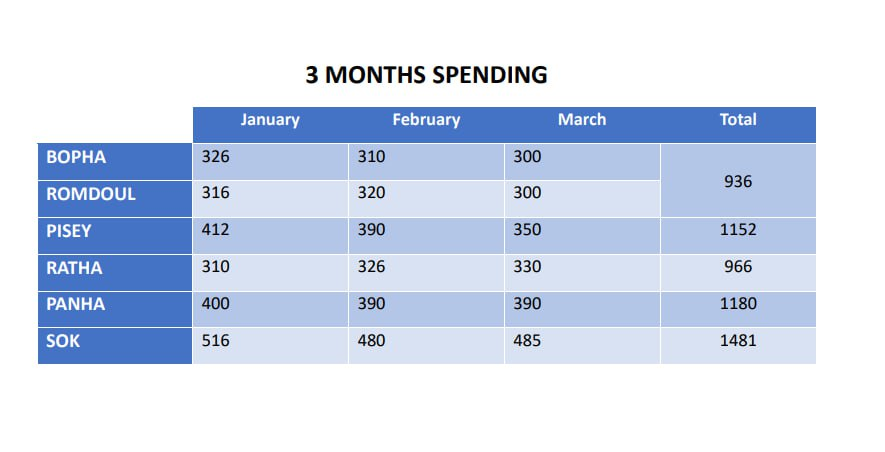 3 MONTHS SPENDING
January February March Total
BOPHA 326 310 300
936
ROMDOUL 316 320 300
PISEY 412 390 350 1152
RATHA 310 326 330 966
PANHA 400 390 390 1180
SOK 516 480 485 1481